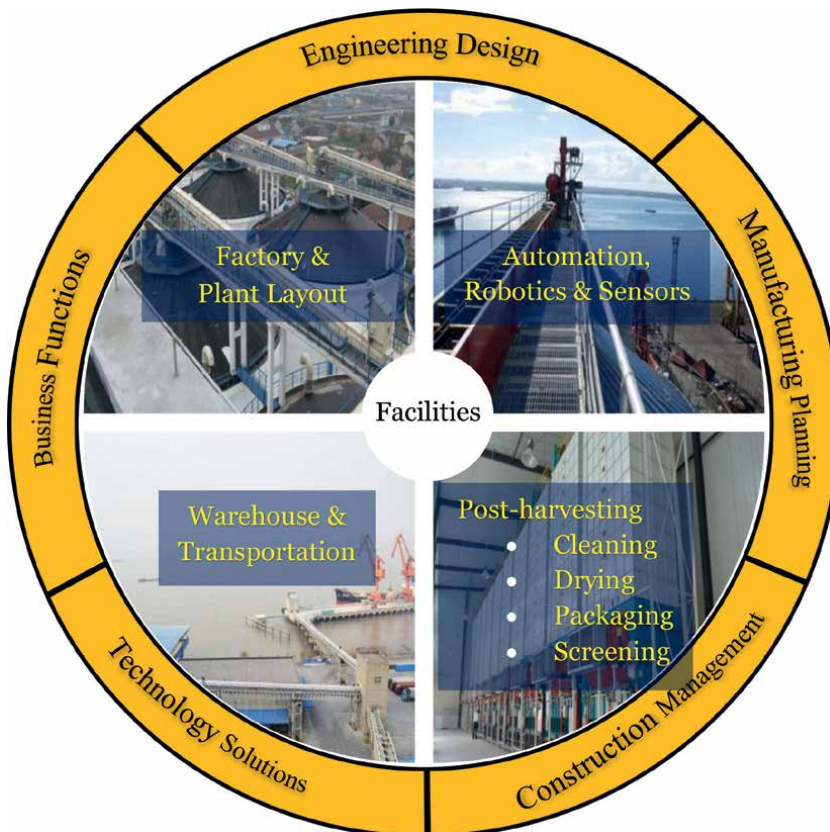 Engineering Design
Manufacturing Planning
Construction Management
Technology Solutions
Business Functions
Factory &
Plant Layout
Automation,
Robotics & Sensors
Facilities
Warehouse &
Transportation
Post-harvesting
• Cleaning
• Drying
• Packaging
• Screening